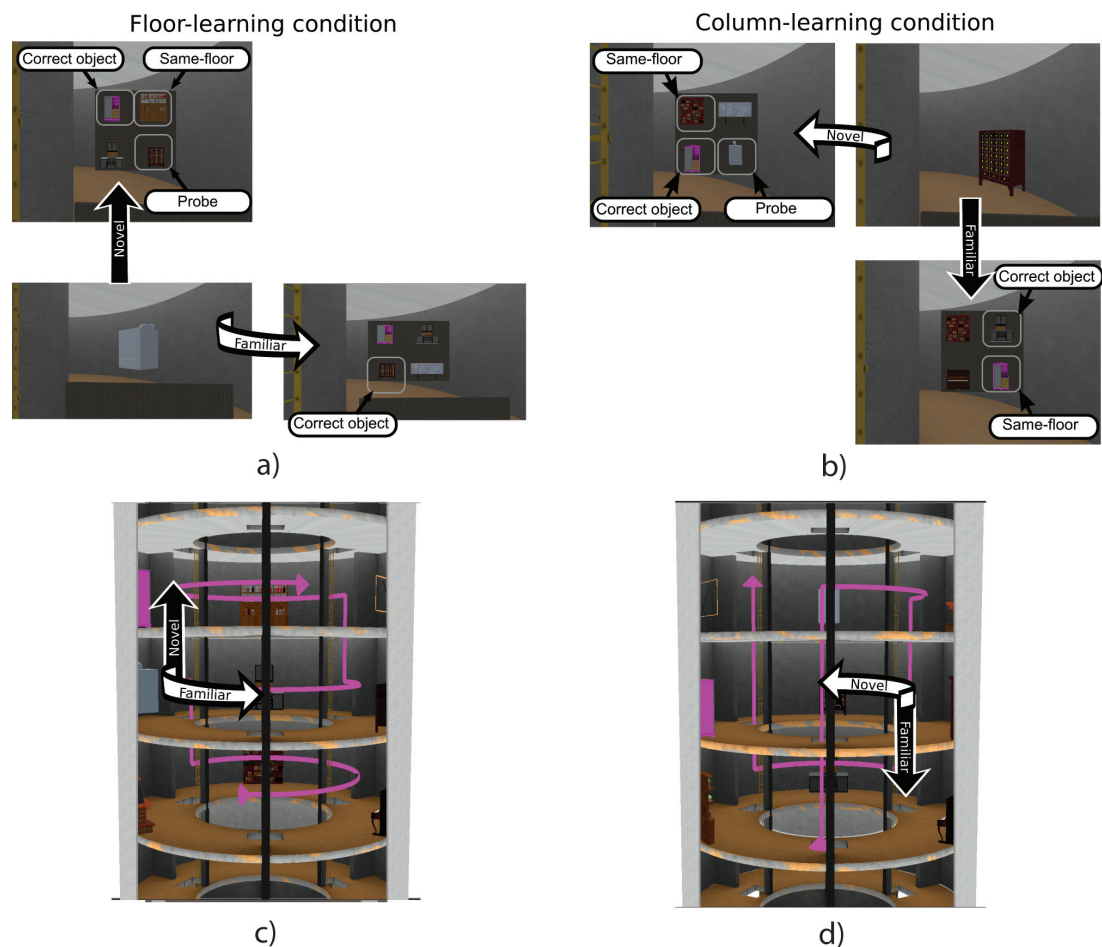 Floor-learning condition
Correct object
Same-floor
Probe
Novel
Familiar
Correct object
a)
Column-learning condition
Same-floor
Novel
Correct object
Probe
Familiar
Correct object
Same-floor
b)
Novel
Familiar
c)
Novel
Familiar
d)